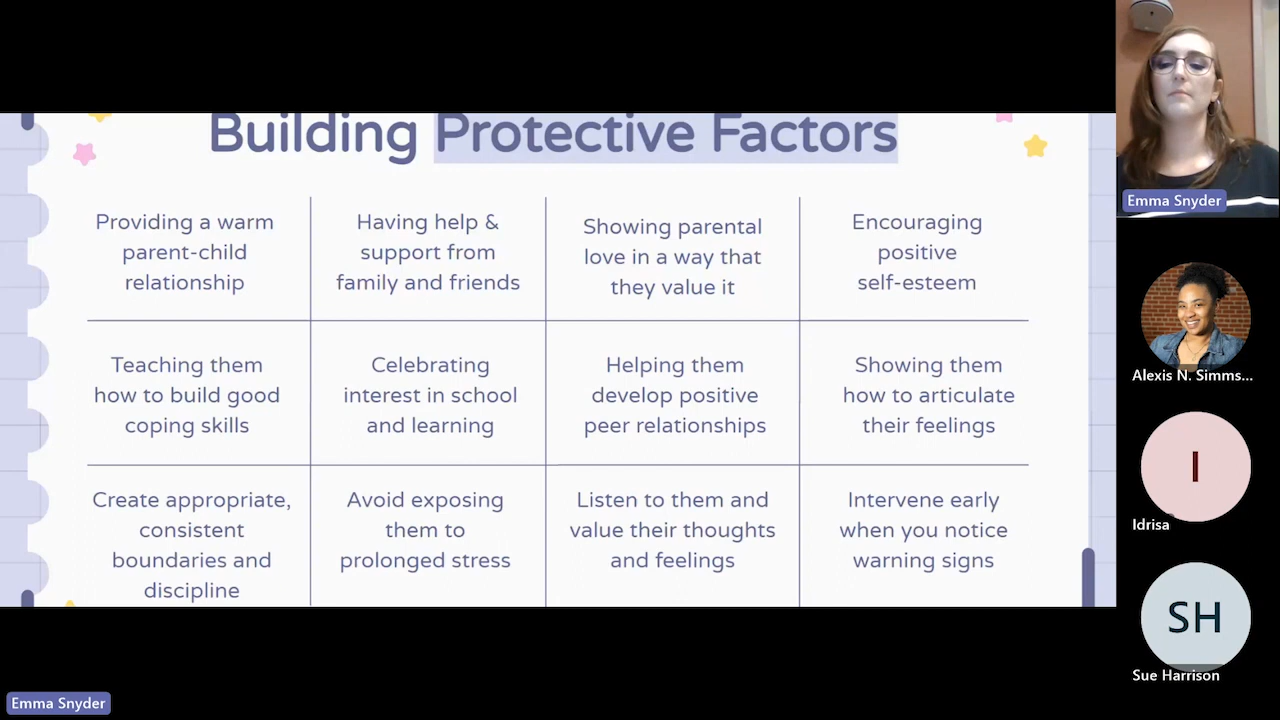 Building Protective Factors
Providing a warm
parent-child
relationship
Having help &
support from
family and friends
Showing parental
love in a way that
they value it
Encouraging
positive
self-esteem
Teaching them
how to build good
coping skills
Celebrating
interest in school
and learning
Helping them
develop positive
peer relationships
Showing them
how to articulate
their feelings
Create appropriate,
consistent
boundaries and
discipline
Avoid exposing
them to
prolonged stress
Listen to them and
value their thoughts
and feelings
Intervene early
when you notice
warning signs
Emma Snyder
Alexis N. Simms...
I
Idrisa
SH
Sue Harrison
Emma Snyder